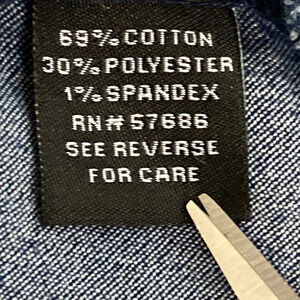 69% COTTON
30% POLYESTER
1% SPANDEX
RN# 57686
SEE REVERSE
FOR CARE